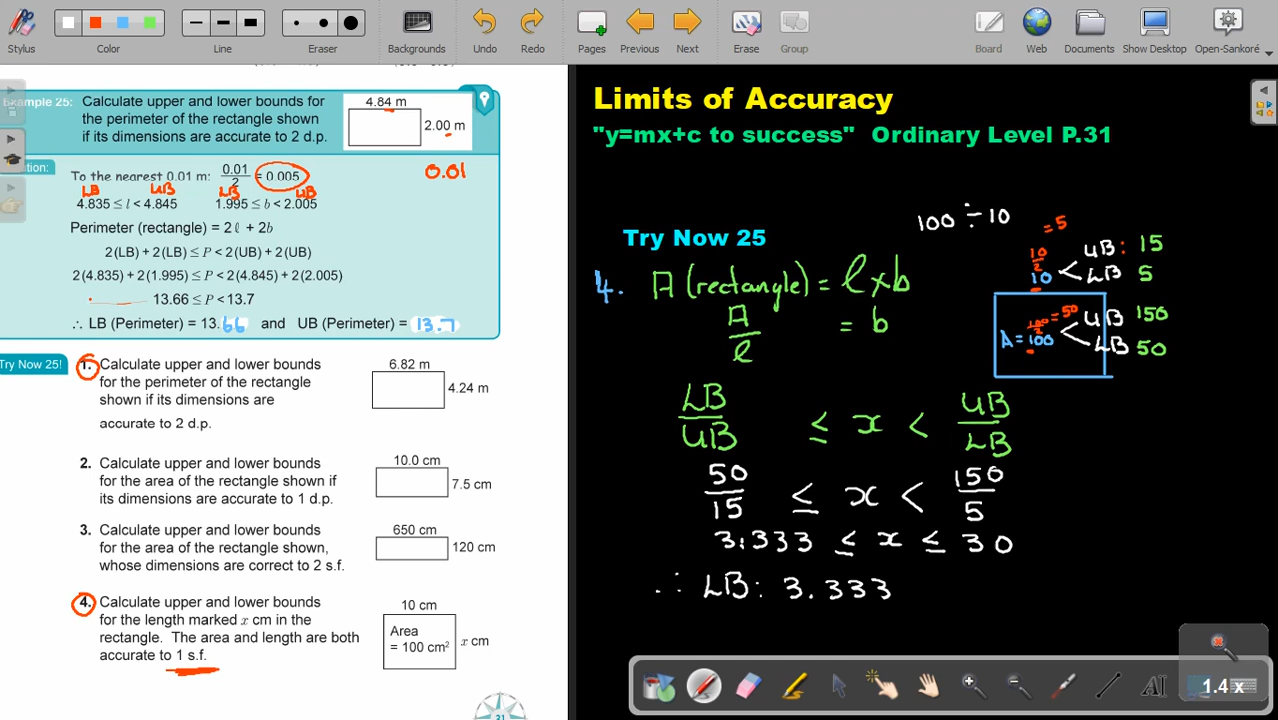 Stylus
Color
Line
Eraser
Backgrounds
Undo
Redo
Pages
Previous
Next
Erase
Group
Board
Web
Documents
Show Desktop
Open-Sankoré
xample 25:
Calculate upper and lower bounds for
the perimeter of the rectangle shown
if its dimensions are accurate to 2 d.p.
4.84 m
2.00 m
To the nearest 0.01 m: 0.01/2 = 0.005
0.01
LB UB LB UB
4.835 ≤ l < 4.845 1.995 ≤ b < 2.005
Perimeter (rectangle) = 2ℓ + 2b
2(LB) + 2(LB) ≤ P < 2(UB) + 2(UB)
2(4.835) + 2(1.995) ≤ P < 2(4.845) + 2(2.005)
13.66 ≤ P < 13.7
∴ LB (Perimeter) = 13.66 and UB (Perimeter) = 13.7
Try Now 25!
1. Calculate upper and lower bounds
for the perimeter of the rectangle
shown if its dimensions are
accurate to 2 d.p.
6.82 m
4.24 m
2. Calculate upper and lower bounds
for the area of the rectangle shown if
its dimensions are accurate to 1 d.p.
10.0 cm
7.5 cm
3. Calculate upper and lower bounds
for the area of the rectangle shown,
whose dimensions are correct to 2 s.f.
650 cm
120 cm
4. Calculate upper and lower bounds
for the length marked x cm in the
rectangle. The area and length are both
accurate to 1 s.f.
10 cm
Area
= 100 cm²
x cm
31
Limits of Accuracy
"y=mx+c to success" Ordinary Level P.31
Try Now 25
100 ÷ 10
10/2 = 5
10 < UB: 15
LB 5
100/2 = 50
A = 100 < UB 150
LB 50
4. A (rectangle) = l × b
A/l = b
LB/UB ≤ x < UB/LB
50/15 ≤ x < 150/5
3.333 ≤ x ≤ 30
∴ LB: 3.333
1.4 x